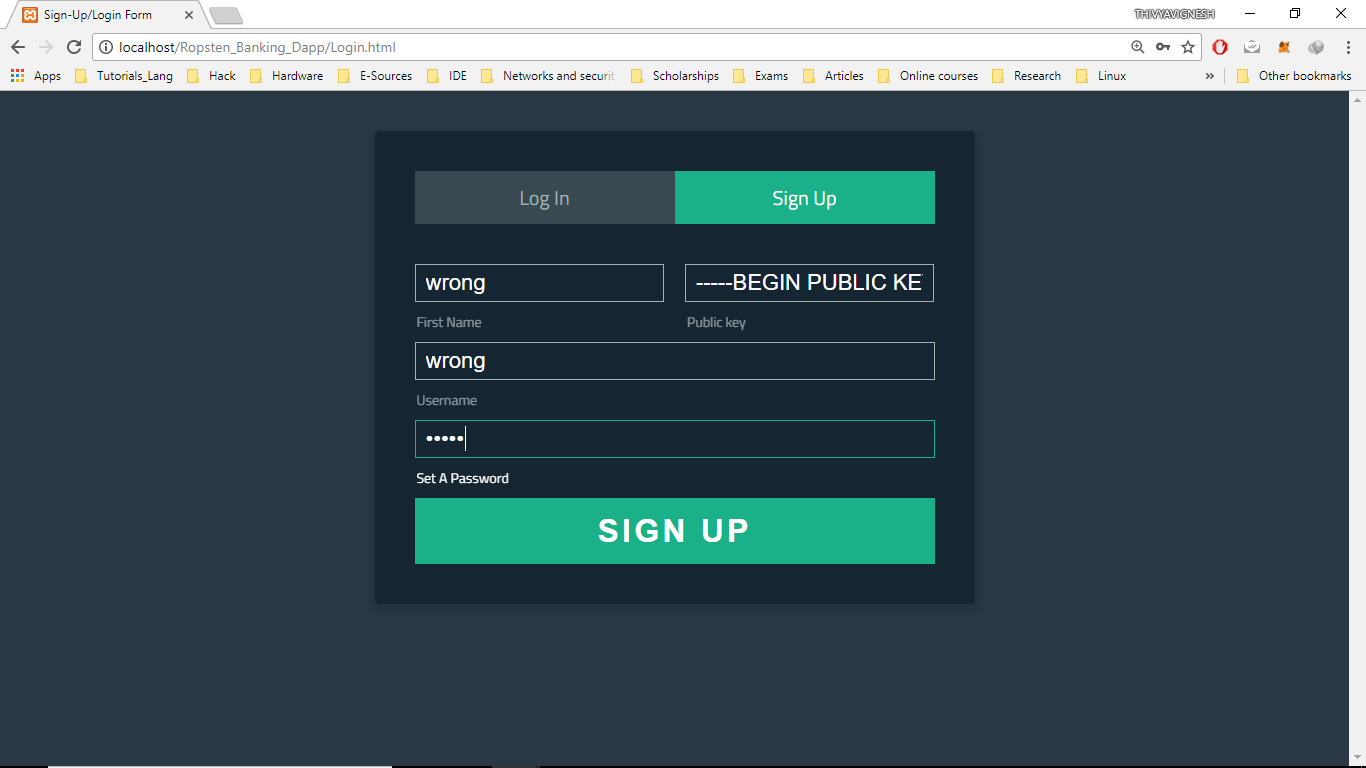 Sign-Up/Login Form
THIVYAVIGNESH
localhost/Ropsten_Banking_Dapp/Login.html
Apps Tutorials_Lang Hack Hardware E-Sources IDE Networks and securit Scholarships Exams Articles Online courses Research Linux » Other bookmarks
Log In Sign Up
wrong -----BEGIN PUBLIC KE
First Name Public key
wrong
Username
•••••
Set A Password
SIGN UP